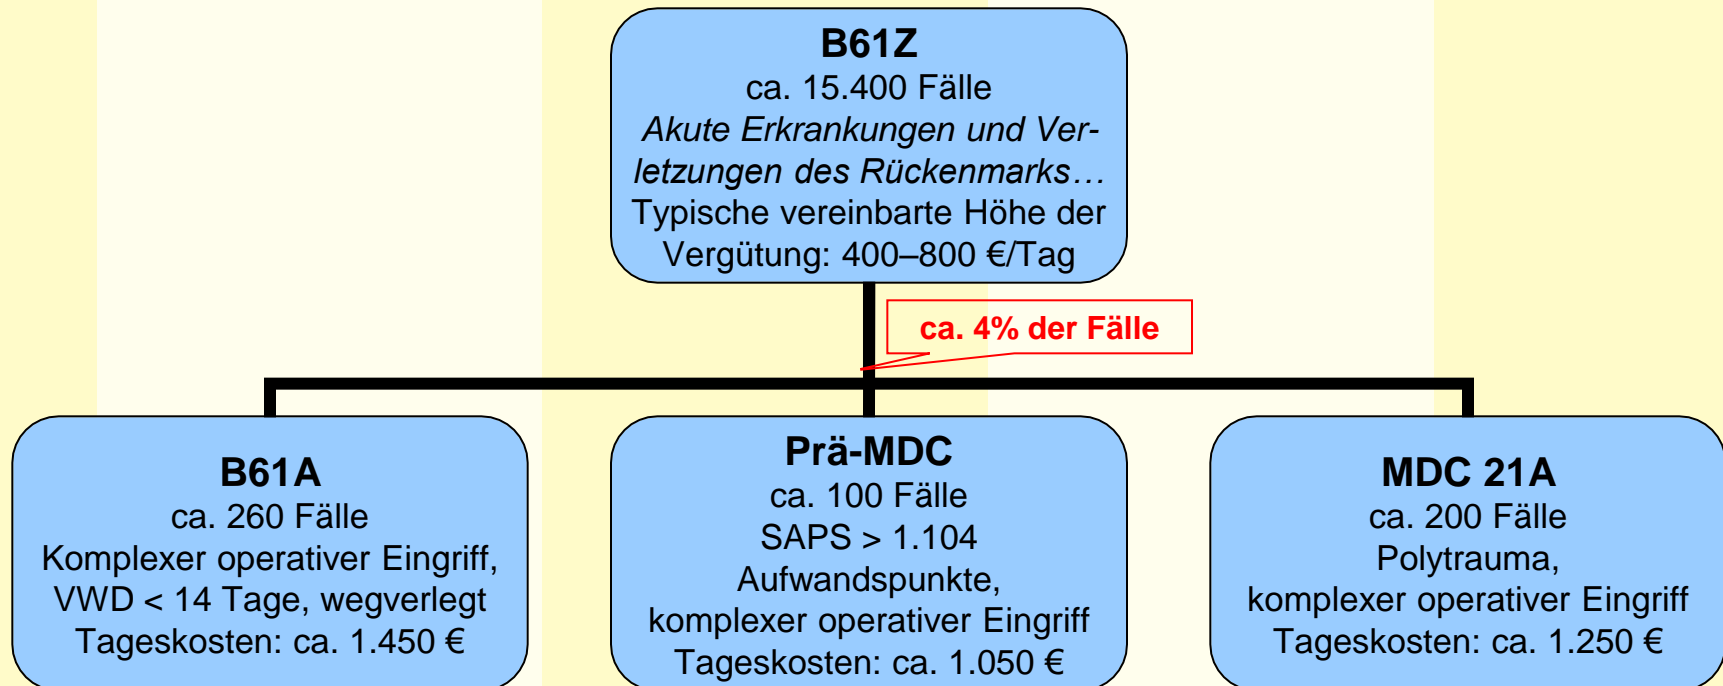 B61Z
ca. 15.400 Fälle
Akute Erkrankungen und Ver-
letzungen des Rückenmarks…
Typische vereinbarte Höhe der
Vergütung: 400–800 €/Tag
ca. 4% der Fälle
B61A
ca. 260 Fälle
Komplexer operativer Eingriff,
VWD < 14 Tage, wegverlegt
Tageskosten: ca. 1.450 €
Prä-MDC
ca. 100 Fälle
SAPS > 1.104
Aufwandspunkte,
komplexer operativer Eingriff
Tageskosten: ca. 1.050 €
MDC 21A
ca. 200 Fälle
Polytrauma,
komplexer operativer Eingriff
Tageskosten: ca. 1.250 €